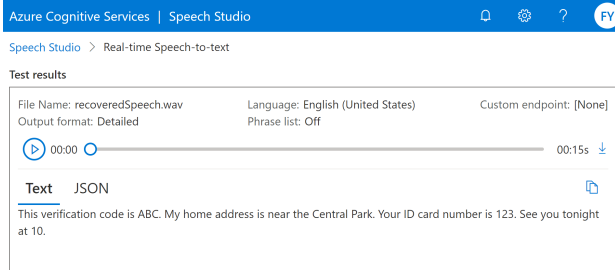 Azure Cognitive Services | Speech Studio
FY
Speech Studio > Real-time Speech-to-text
Test results
File Name: recoveredSpeech.wav Language: English (United States) Custom endpoint: [None]
Output format: Detailed Phrase list: Off
00:00 00:15s
Text JSON
This verification code is ABC. My home address is near the Central Park. Your ID card number is 123. See you tonight
at 10.